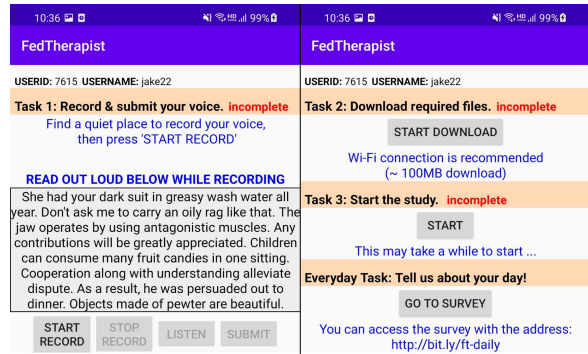 10:36 HD 99%
FedTherapist
USERID: 7615 USERNAME: jake22
Task 1: Record & submit your voice. incomplete
Find a quiet place to record your voice,
then press 'START RECORD'
READ OUT LOUD BELOW WHILE RECORDING
She had your dark suit in greasy wash water all
year. Don't ask me to carry an oily rag like that. The
jaw operates by using antagonistic muscles. Any
contributions will be greatly appreciated. Children
can consume many fruit candies in one sitting.
Cooperation along with understanding alleviate
dispute. As a result, he was persuaded out to
dinner. Objects made of pewter are beautiful.
START RECORD
STOP RECORD
LISTEN
SUBMIT
10:36 HD 99%
FedTherapist
USERID: 7615 USERNAME: jake22
Task 2: Download required files. incomplete
START DOWNLOAD
Wi-Fi connection is recommended
(~ 100MB download)
Task 3: Start the study. incomplete
START
This may take a while to start ...
Everyday Task: Tell us about your day!
GO TO SURVEY
You can access the survey with the address:
http://bit.ly/ft-daily